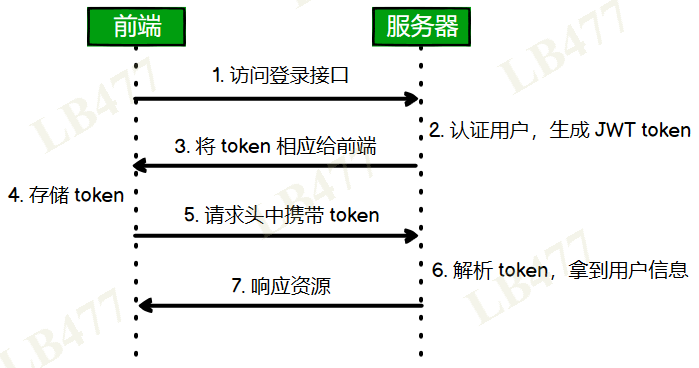 前端
服务器
1. 访问登录接口
2. 认证用户，生成 JWT token
3. 将 token 相应给前端
4. 存储 token
5. 请求头中携带 token
6. 解析 token，拿到用户信息
7. 响应资源
LB477
LB477
LB477
LB477